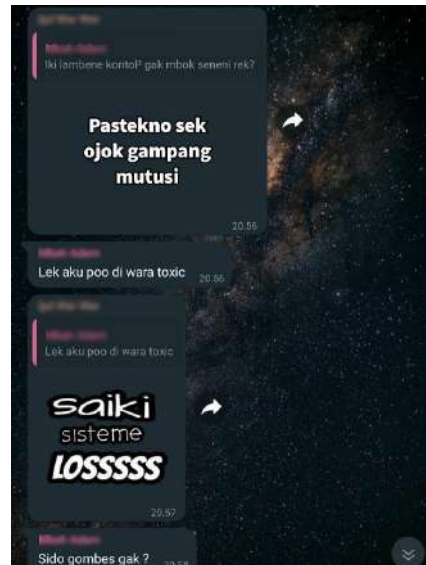 Iki lambene kontol² gak mbok seneni rek?
Pastekno sek
ojok gampang
mutusi
20.56
Lek aku poo di wara toxic
20.56
Lek aku poo di wara toxic
saiki
sisteme
LOSSSSS
20.57
Sido gombes gak ?